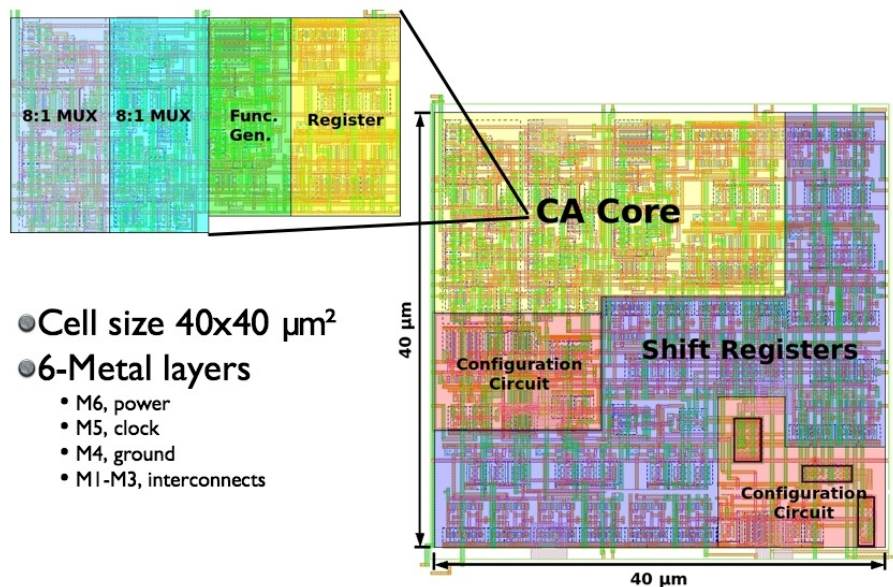 8:1 MUX
8:1 MUX
Func.
Gen.
Register
CA Core
Configuration
Circuit
Shift Registers
Configuration
Circuit
40 μm
40 μm
Cell size 40x40 μm²
6-Metal layers
• M6, power
• M5, clock
• M4, ground
• M1-M3, interconnects